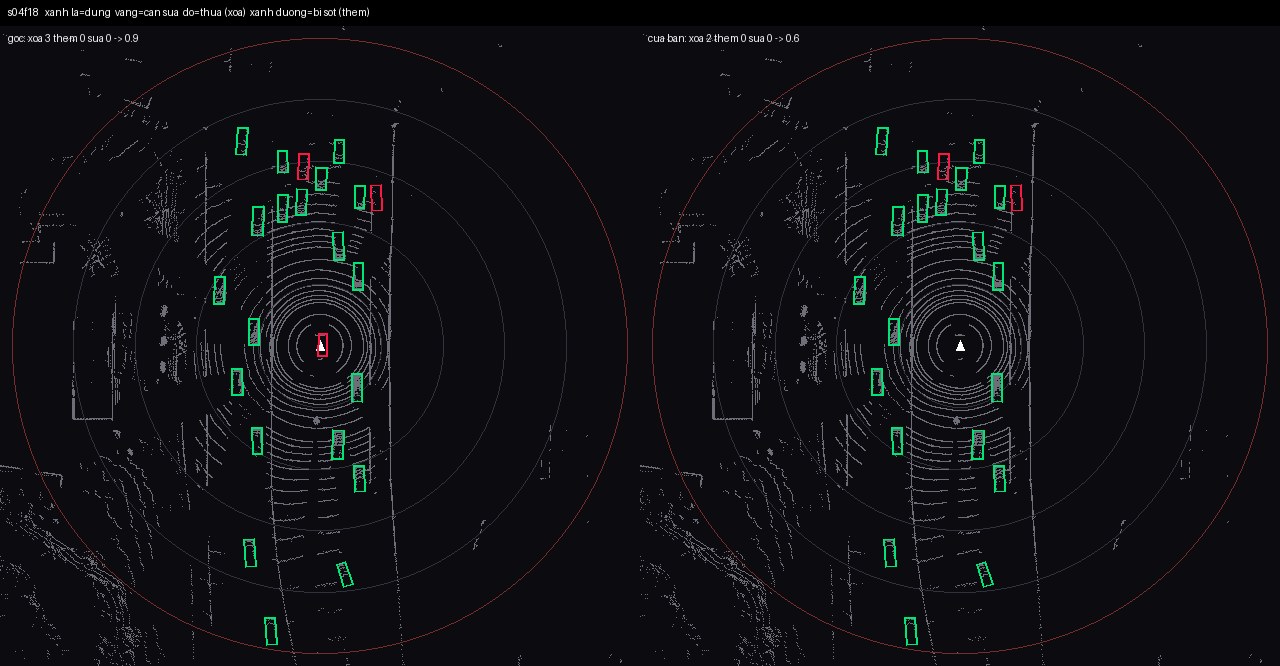 s04f18 xanh la=dung vang=can sua do=thua (xoa) xanh duong=bi sot (them)
goc: xoa 3 them 0 sua 0 -> 0.9
cua ban: xoa 2 them 0 sua 0 -> 0.6